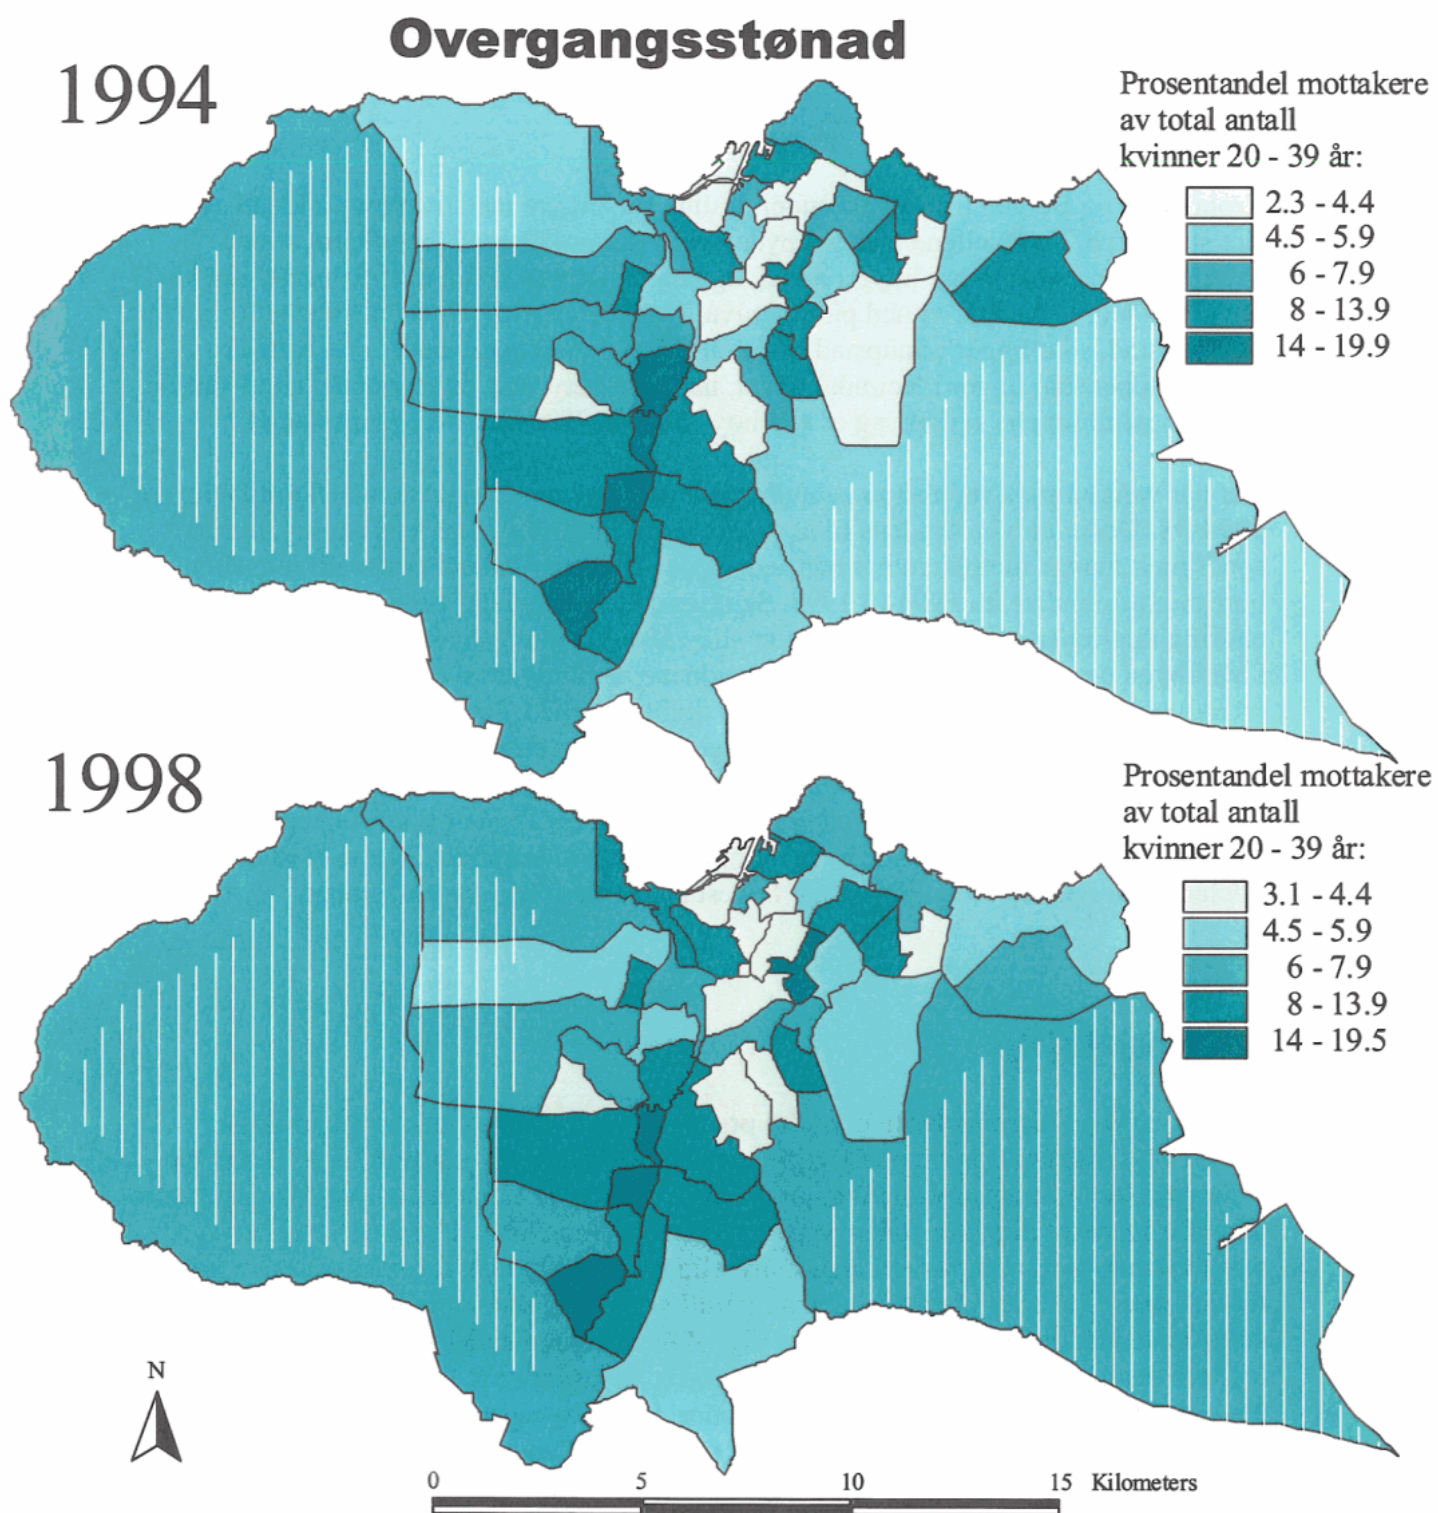 Overgangsstønad
1994
Prosentandel mottakere
av total antall
kvinner 20 - 39 år:
2.3 - 4.4
4.5 - 5.9
6 - 7.9
8 - 13.9
14 - 19.9
1998
Prosentandel mottakere
av total antall
kvinner 20 - 39 år:
3.1 - 4.4
4.5 - 5.9
6 - 7.9
8 - 13.9
14 - 19.5
N
0 5 10 15 Kilometers